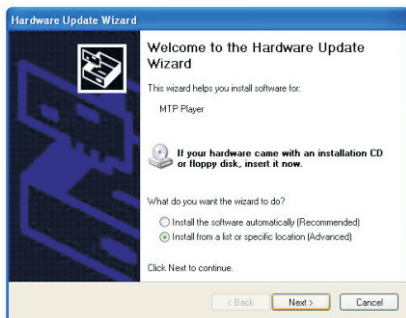 Hardware Update Wizard
Welcome to the Hardware Update
Wizard
This wizard helps you install software for:
MTP Player
If your hardware came with an installation CD
or floppy disk, insert it now.
What do you want the wizard to do?
Install the software automatically (Recommended)
Install from a list or specific location (Advanced)
Click Next to continue.
< Back
Next >
Cancel